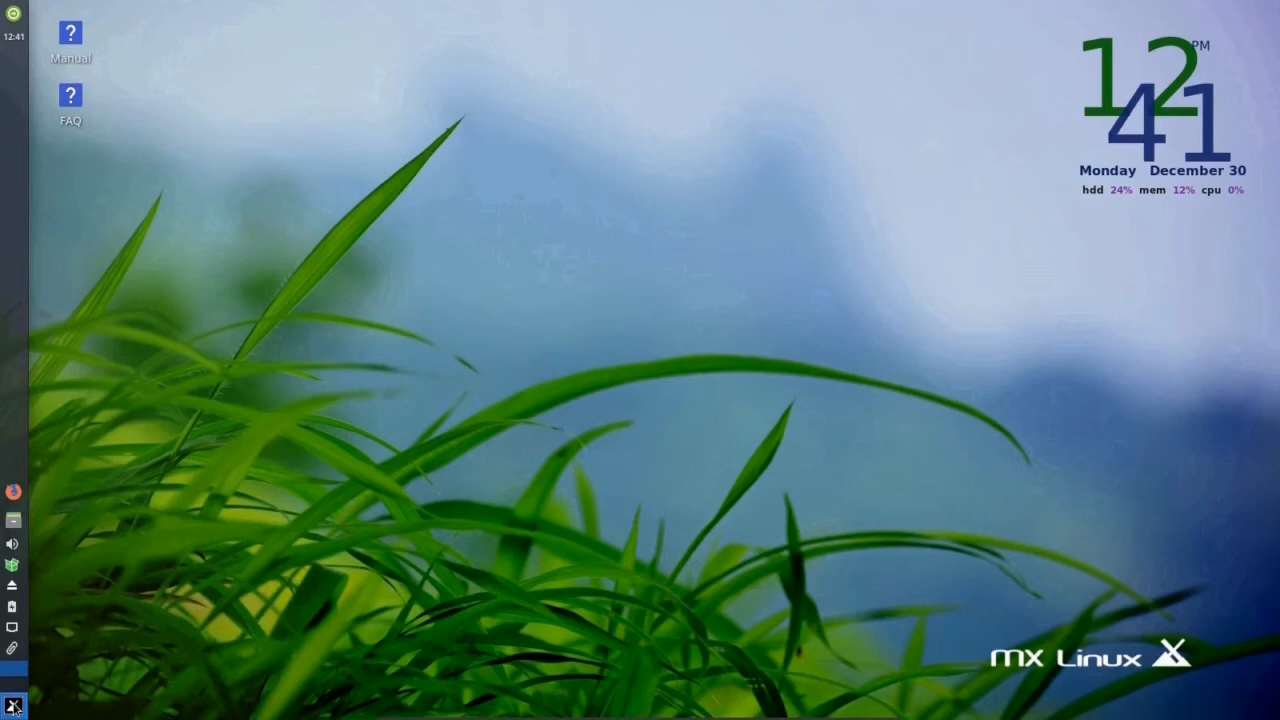 12:41
Manual
FAQ
12 PM
41
Monday December 30
hdd 24% mem 12% cpu 0%
MX Linux